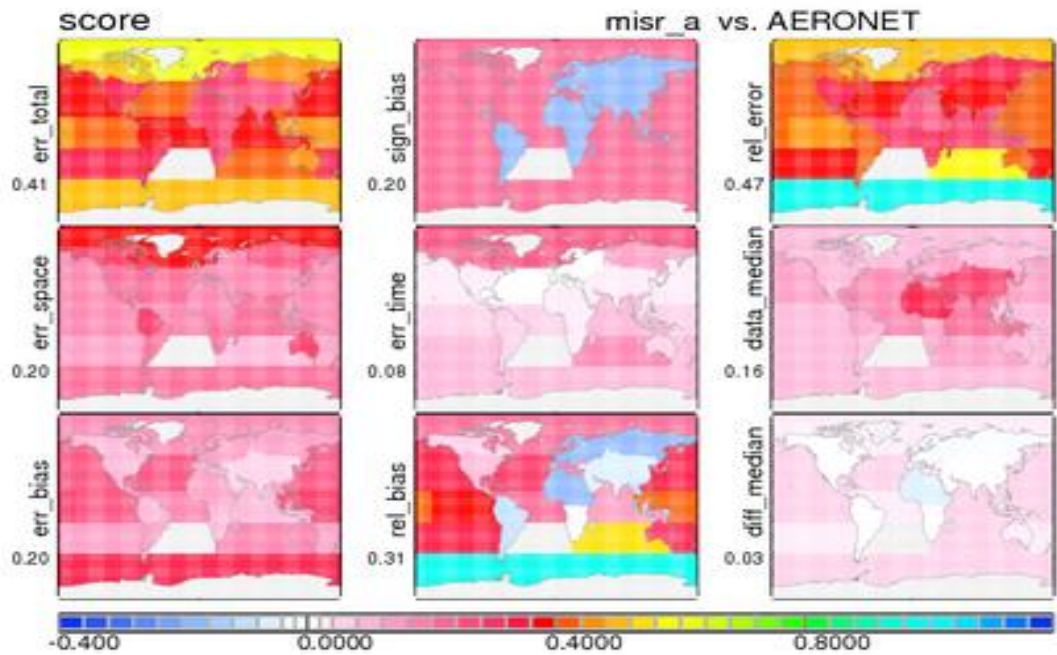 score
misr_a vs. AERONET
err_total
0.41
sign_bias
0.20
rel_error
0.47
err_space
0.20
err_time
0.08
data_median
0.16
err_bias
0.20
rel_bias
0.31
diff_median
0.03
-0.400 0.0000 0.4000 0.8000